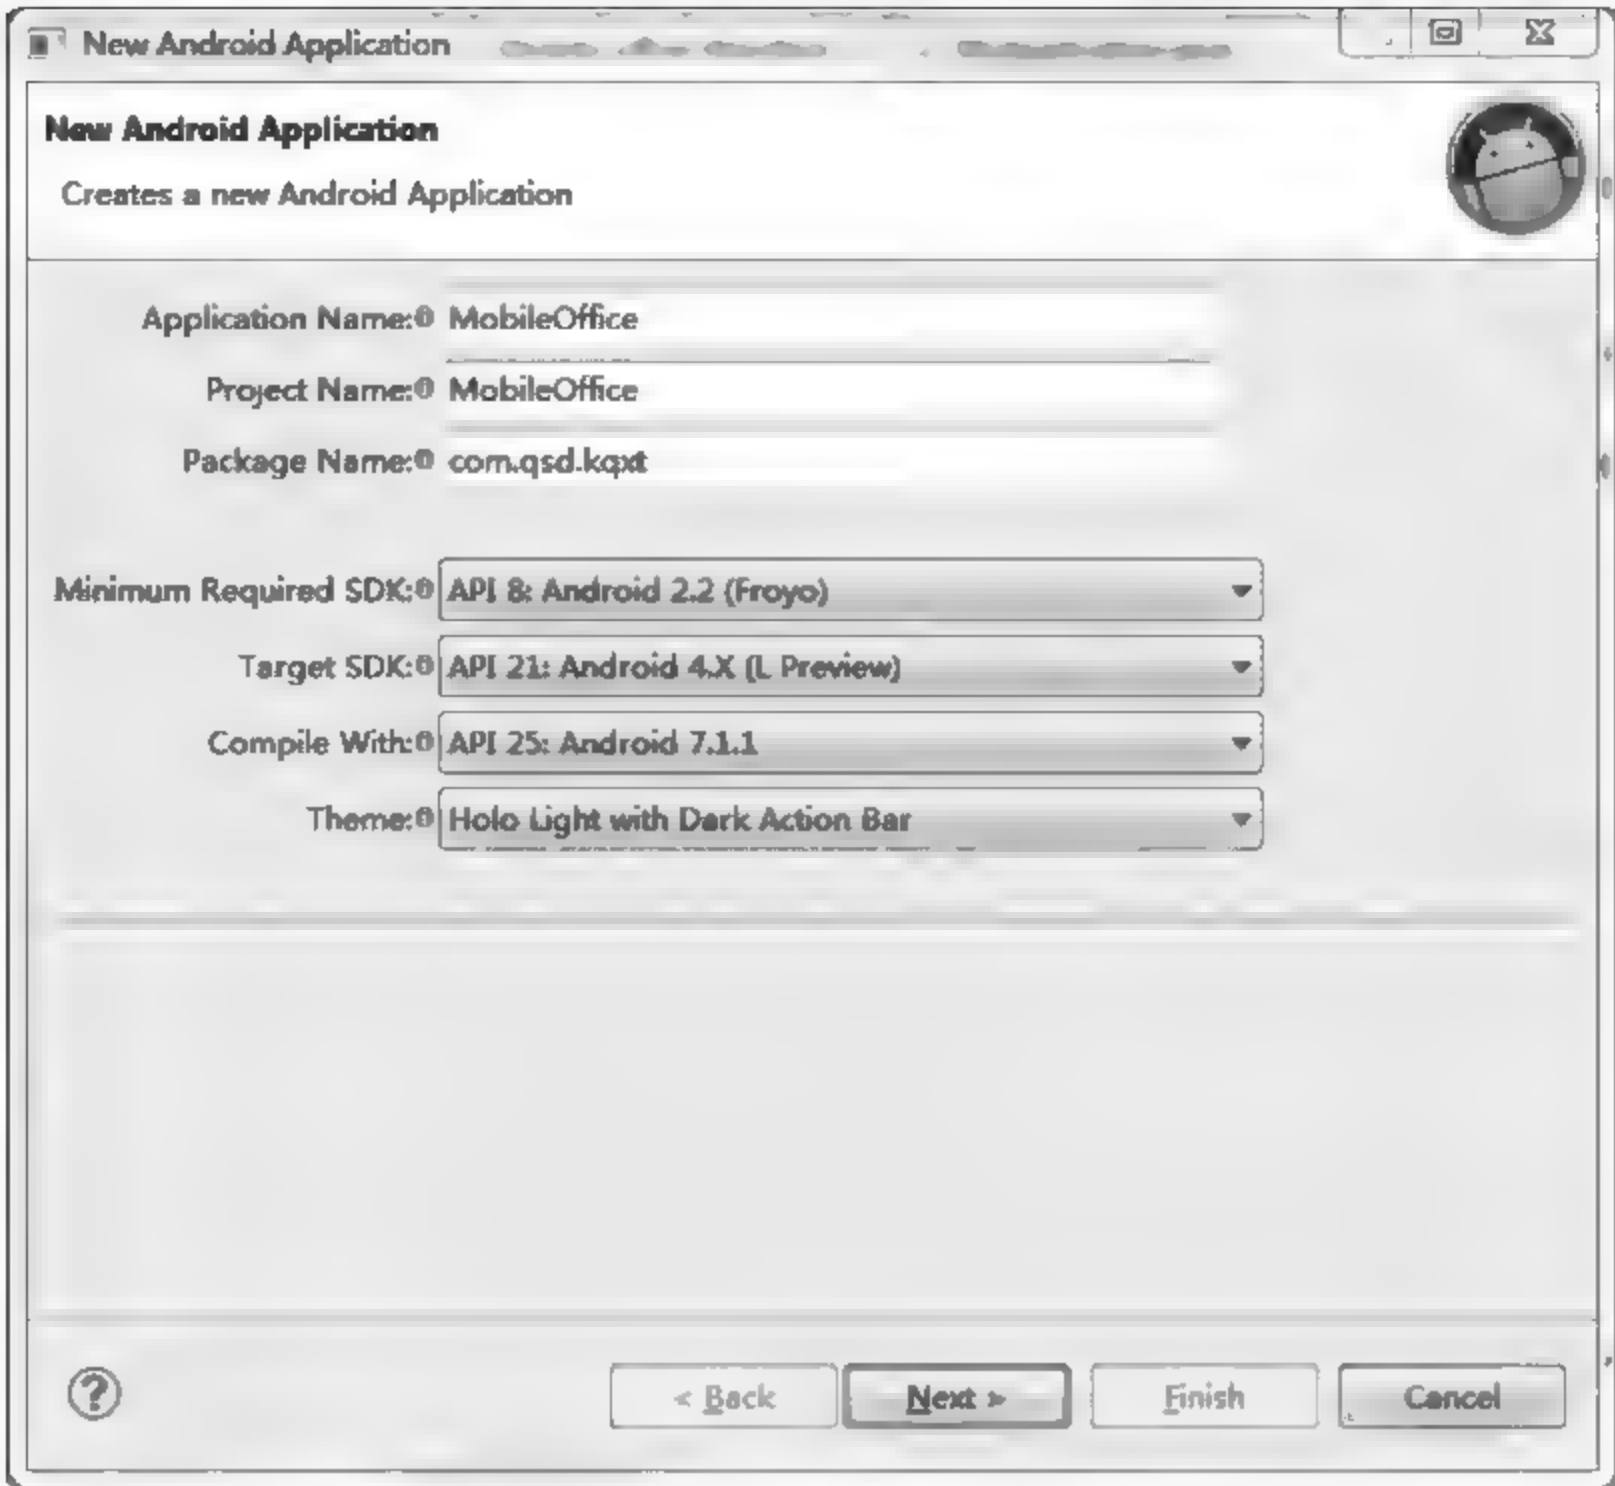 New Android Application
New Android Application
Creates a new Android Application
Application Name: MobileOffice
Project Name: MobileOffice
Package Name: com.qsd.kqxt
Minimum Required SDK: API 8: Android 2.2 (Froyo)
Target SDK: API 21: Android 4.X (L Preview)
Compile With: API 25: Android 7.1.1
Theme: Holo Light with Dark Action Bar
? < Back Next > Finish Cancel